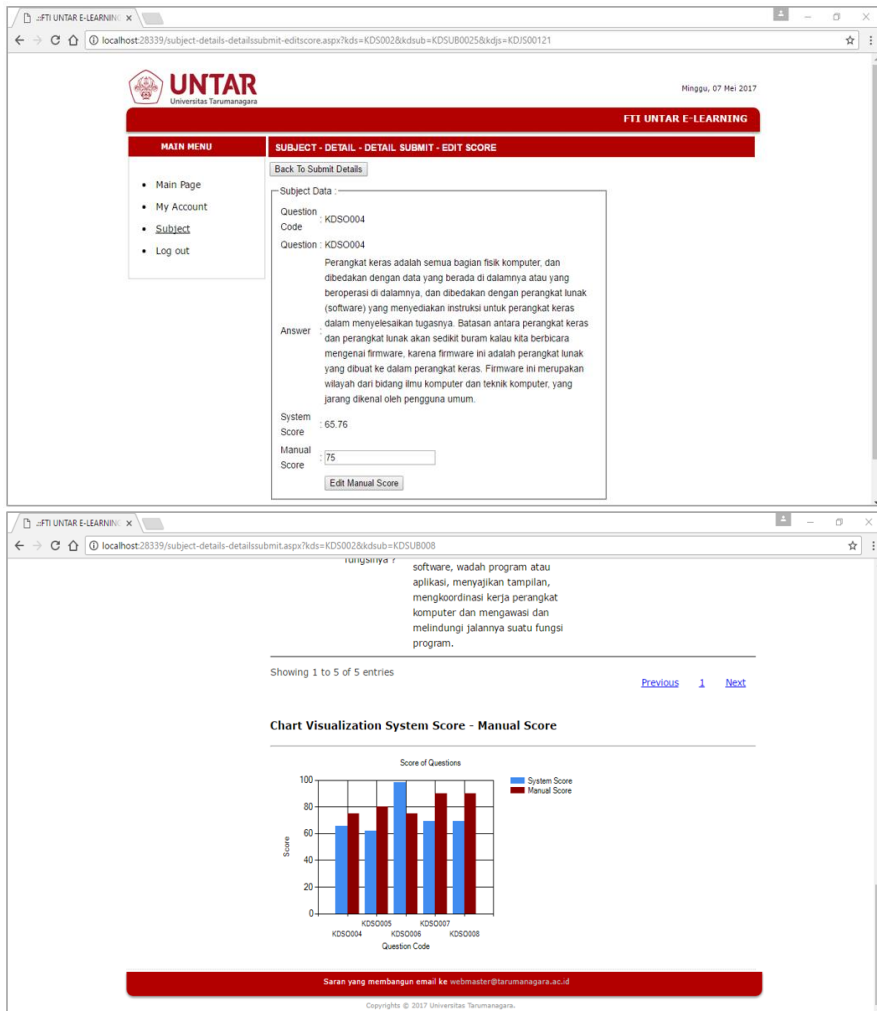 .:FTI UNTAR E-LEARNING
localhost:28339/subject-details-detailssubmit-editscore.aspx?kds=KDS002&kdsub=KDSUB0025&kdjs=KDJS00121
UNTAR
Universitas Tarumanagara
Minggu, 07 Mei 2017
FTI UNTAR E-LEARNING
MAIN MENU
SUBJECT - DETAIL - DETAIL SUBMIT - EDIT SCORE
Back To Submit Details
Main Page
My Account
Subject
Log out
Subject Data :
Question Code : KDSO004
Question : KDSO004
Answer :
Perangkat keras adalah semua bagian fisik komputer, dan
dibedakan dengan data yang berada di dalamnya atau yang
beroperasi di dalamnya, dan dibedakan dengan perangkat lunak
(software) yang menyediakan instruksi untuk perangkat keras
dalam menyelesaikan tugasnya. Batasan antara perangkat keras
dan perangkat lunak akan sedikit buram kalau kita berbicara
mengenai firmware, karena firmware ini adalah perangkat lunak
yang dibuat ke dalam perangkat keras. Firmware ini merupakan
wilayah dari bidang ilmu komputer dan teknik komputer, yang
jarang dikenal oleh pengguna umum.
System Score : 65.76
Manual Score : 75
Edit Manual Score
.:FTI UNTAR E-LEARNING
localhost:28339/subject-details-detailssubmit.aspx?kds=KDS002&kdsub=KDSUB008
fungsinya ?
software, wadah program atau
aplikasi, menyajikan tampilan,
mengkoordinasi kerja perangkat
komputer dan mengawasi dan
melindungi jalannya suatu fungsi
program.
Showing 1 to 5 of 5 entries
Previous 1 Next
Chart Visualization System Score - Manual Score
Score of Questions
System Score
Manual Score
100
80
60
40
20
0
Score
KDSO004
KDSO005
KDSO006
KDSO007
KDSO008
Question Code
Saran yang membangun email ke webmaster@tarumanagara.ac.id
Copyrights © 2017 Universitas Tarumanagara.